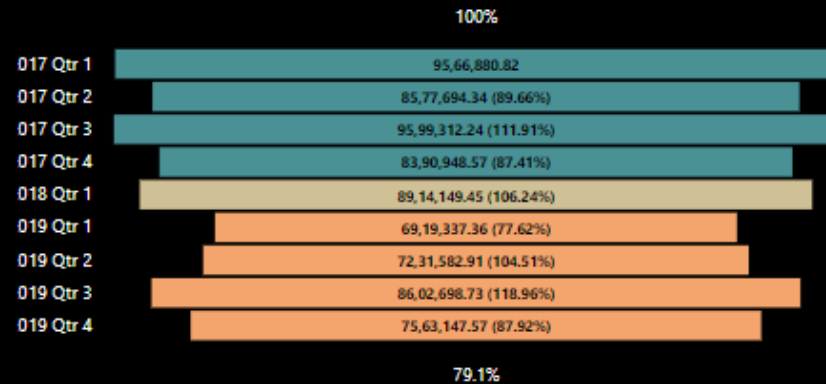 100%
017 Qtr 1 95,66,880.82
017 Qtr 2 85,77,694.34 (89.66%)
017 Qtr 3 95,99,312.24 (111.91%)
017 Qtr 4 83,90,948.57 (87.41%)
018 Qtr 1 89,14,149.45 (106.24%)
019 Qtr 1 69,19,337.36 (77.62%)
019 Qtr 2 72,31,582.91 (104.51%)
019 Qtr 3 86,02,698.73 (118.96%)
019 Qtr 4 75,63,147.57 (87.92%)
79.1%